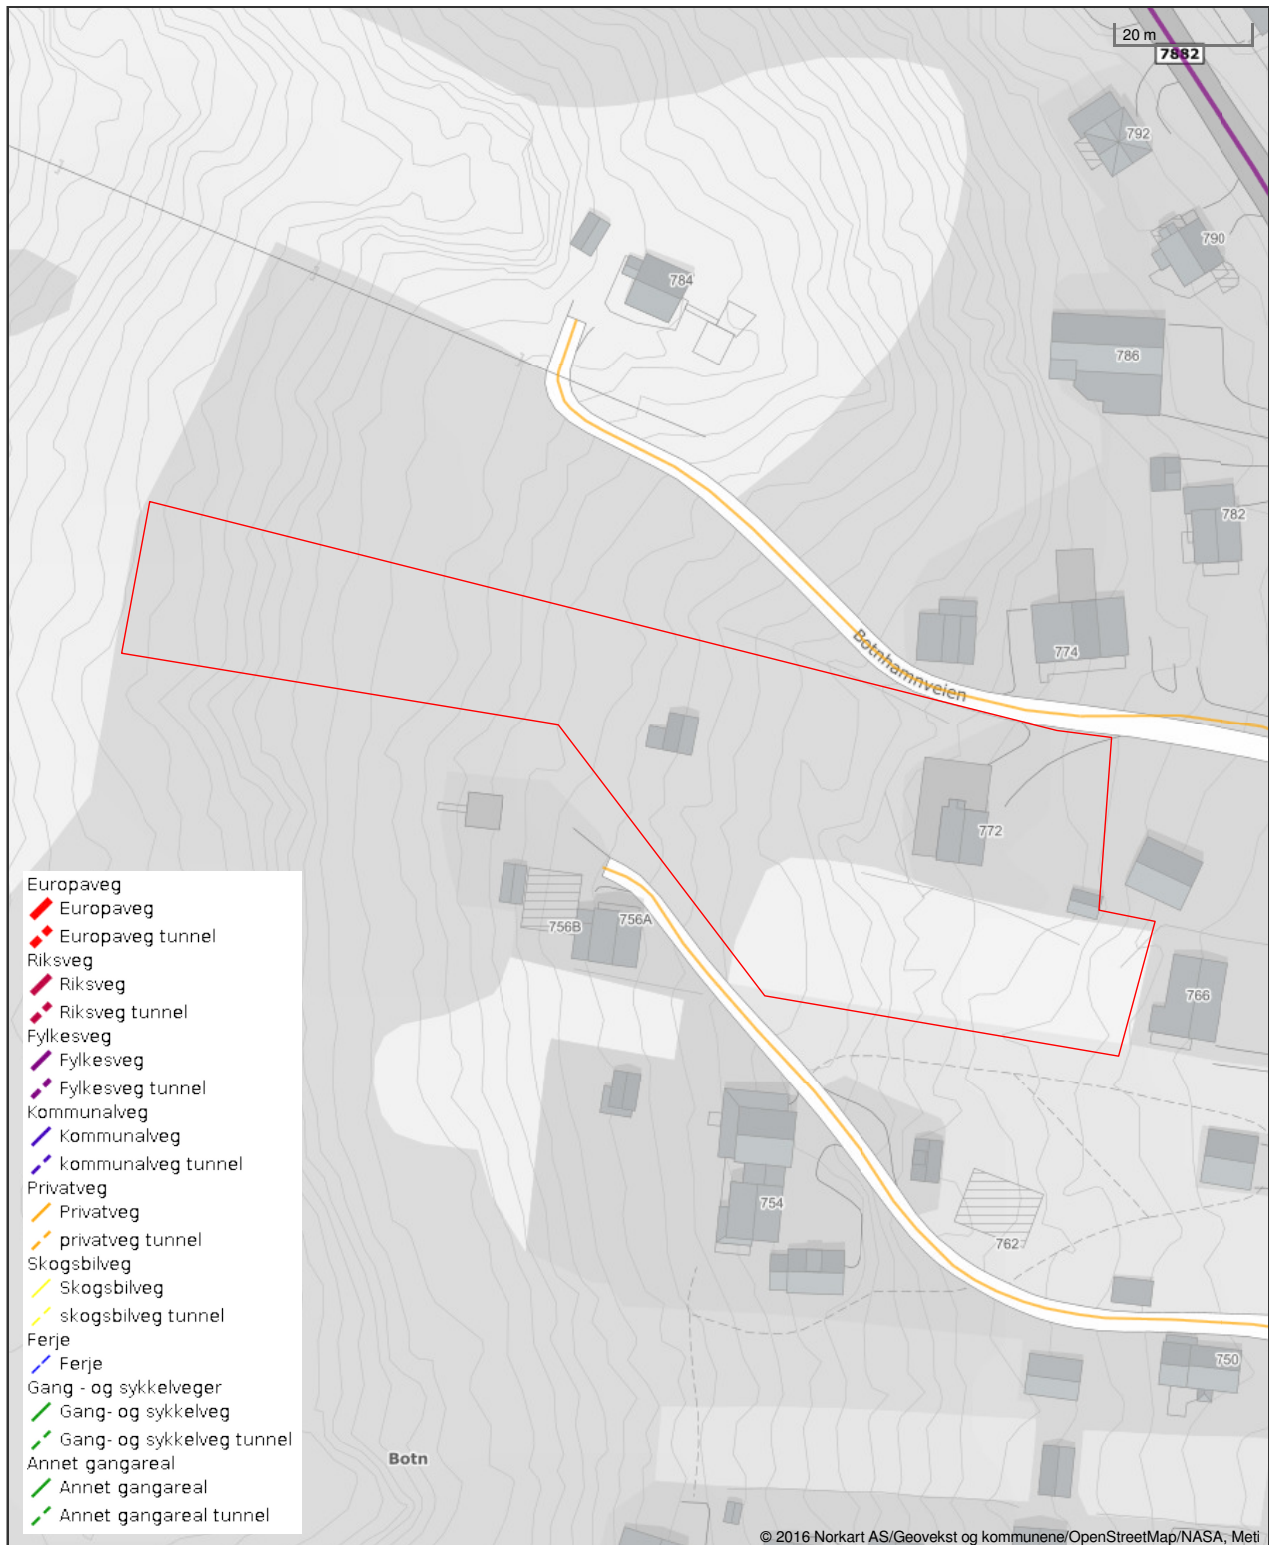 20 m
7882
792
790
784
786
782
774
Botnhamnveien
772
756B
756A
766
754
762
750
Botn
Europaveg
Europaveg
Europaveg tunnel
Riksveg
Riksveg
Riksveg tunnel
Fylkesveg
Fylkesveg
Fylkesveg tunnel
Kommunalveg
Kommunalveg
kommunalveg tunnel
Privatveg
Privatveg
privatveg tunnel
Skogsbilveg
Skogsbilveg
skogsbilveg tunnel
Ferje
Ferje
Gang - og sykkelveger
Gang- og sykkelveg
Gang- og sykkelveg tunnel
Annet gangareal
Annet gangareal
Annet gangareal tunnel
© 2016 Norkart AS/Geovekst og kommunene/OpenStreetMap/NASA, Meti